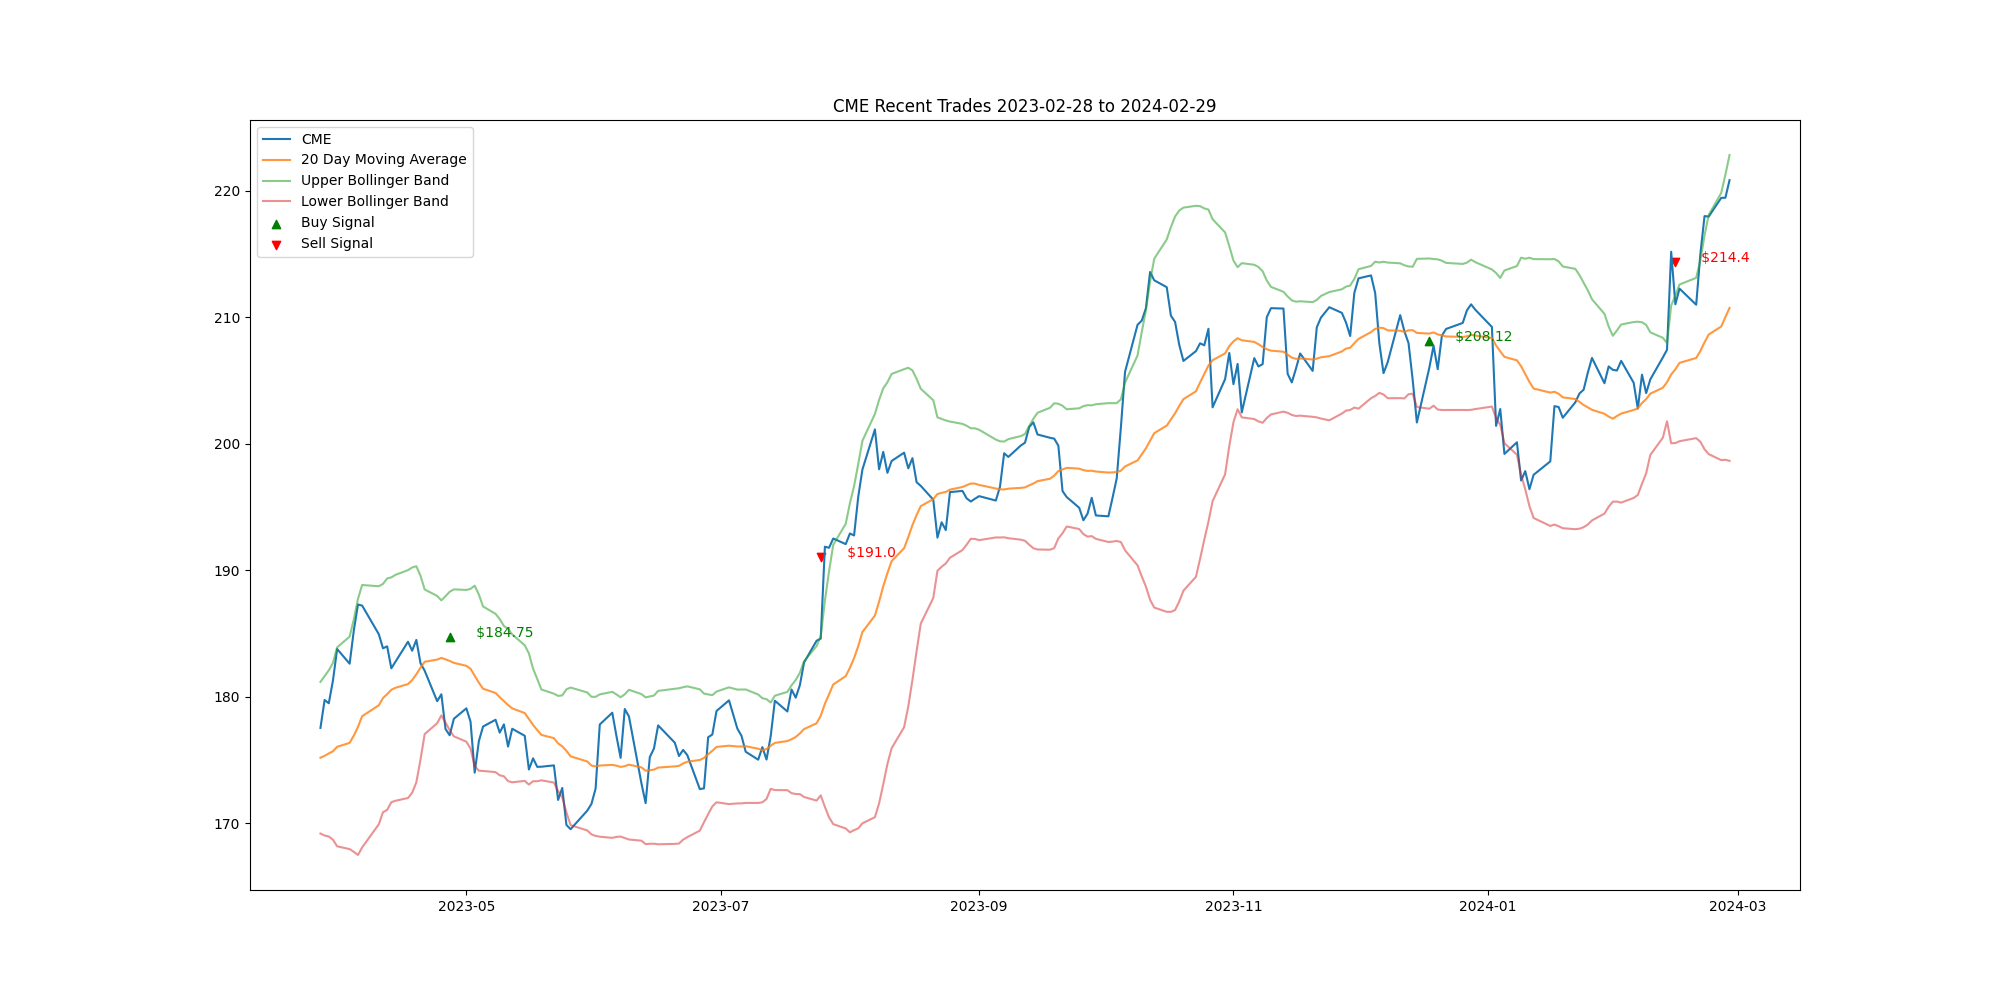 CME Recent Trades 2023-02-28 to 2024-02-29
CME
20 Day Moving Average
Upper Bollinger Band
Lower Bollinger Band
Buy Signal
Sell Signal
220
210
200
190
180
170
$214.4
$208.12
$191.0
$184.75
2023-05 2023-07 2023-09 2023-11 2024-01 2024-03